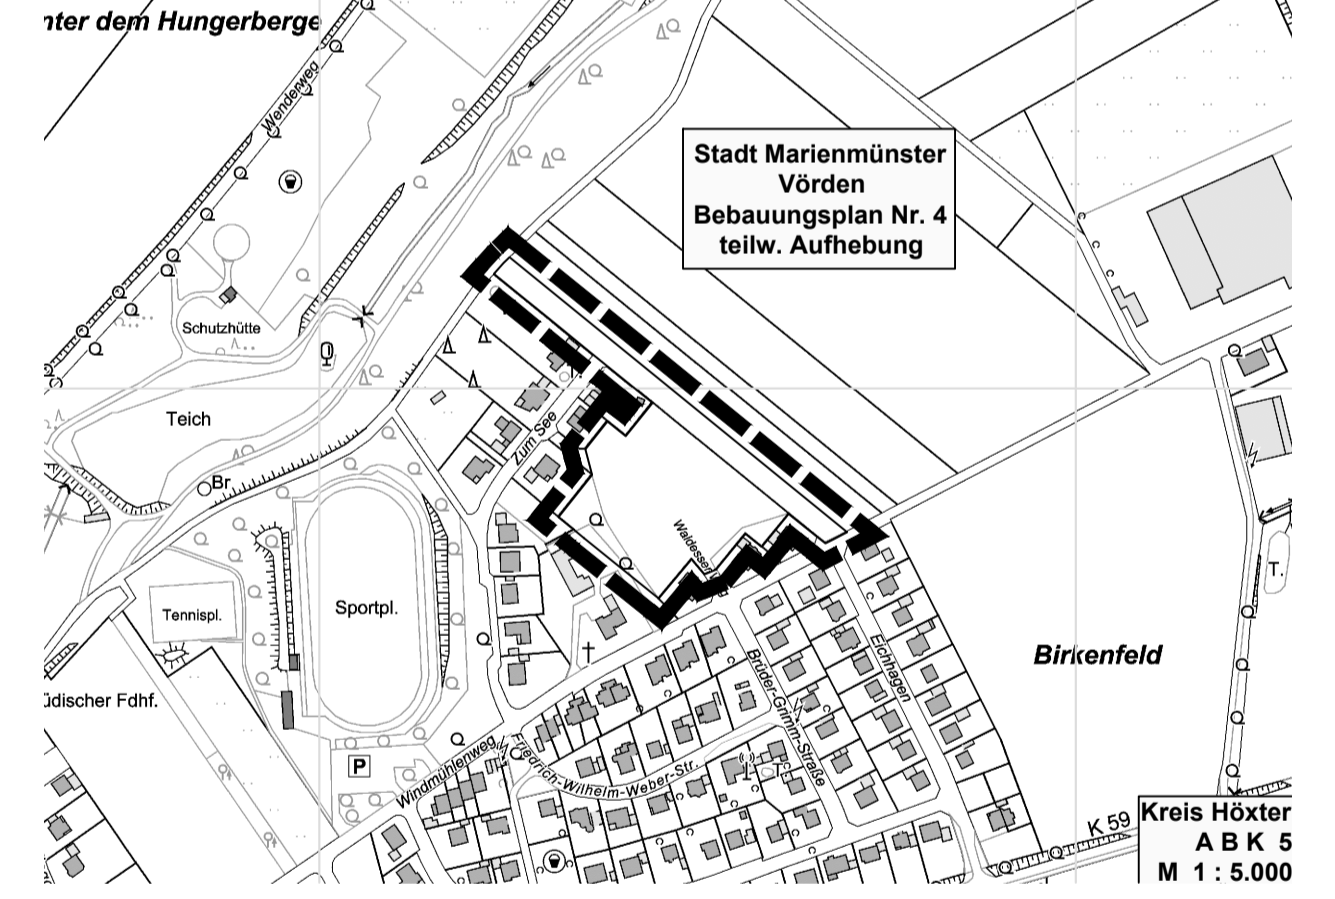 nter dem Hungerberge
Wenderweg
Stadt Marienmünster
Vörden
Bebauungsplan Nr. 4
teilw. Aufhebung
Schutzhütte
Teich
Zum See
Br
T.
Tennispl.
Sportpl.
Birkenfeld
Eichhagen
Brüder-Grimm-Straße
üdischer Fdhf.
P
Windmühlenweg
Friedrich-Wilhelm-Weber-Str.
T.
K 59
Kreis Höxter
A B K 5
M 1 : 5.000